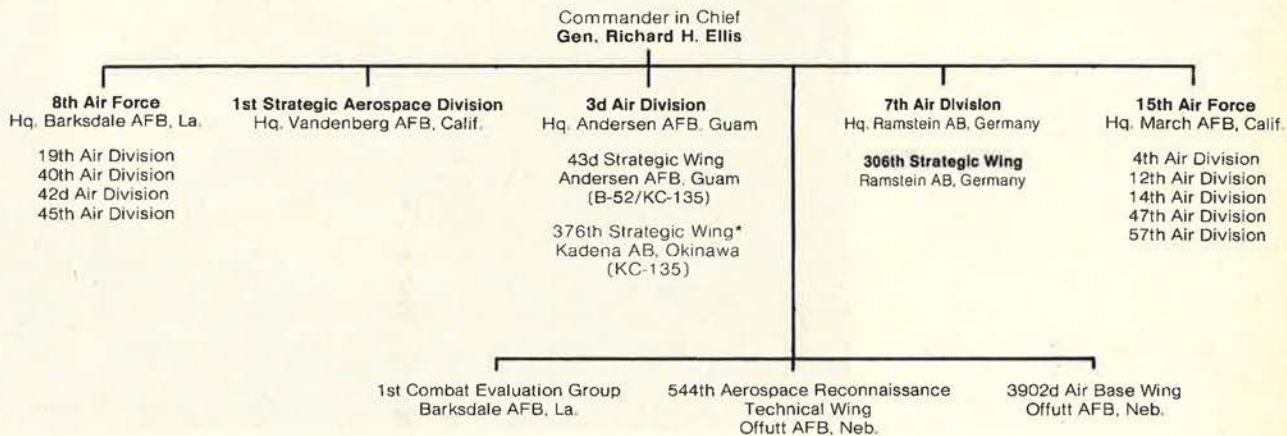 Commander in Chief
Gen. Richard H. Ellis
8th Air Force
Hq. Barksdale AFB, La.
19th Air Division
40th Air Division
42d Air Division
45th Air Division
1st Strategic Aerospace Division
Hq. Vandenberg AFB, Calif.
3d Air Division
Hq. Andersen AFB, Guam
43d Strategic Wing
Andersen AFB, Guam
(B-52/KC-135)
376th Strategic Wing*
Kadena AB, Okinawa
(KC-135)
7th Air Division
Hq. Ramstein AB, Germany
306th Strategic Wing
Ramstein AB, Germany
15th Air Force
Hq. March AFB, Calif.
4th Air Division
12th Air Division
14th Air Division
47th Air Division
57th Air Division
1st Combat Evaluation Group
Barksdale AFB, La.
544th Aerospace Reconnaissance
Technical Wing
Offutt AFB, Neb.
3902d Air Base Wing
Offutt AFB, Neb.